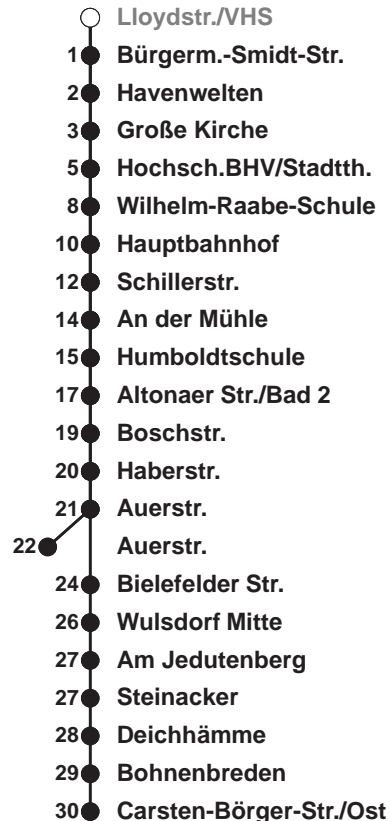 Lloydstr./VHS
1 Bürgerm.-Smidt-Str.
2 Havenwelten
3 Große Kirche
5 Hochsch.BHV/Stadtth.
8 Wilhelm-Raabe-Schule
10 Hauptbahnhof
12 Schillerstr.
14 An der Mühle
15 Humboldtschule
17 Altonaer Str./Bad 2
19 Boschstr.
20 Haberstr.
21 Auerstr.
22 Auerstr.
24 Bielefelder Str.
26 Wulsdorf Mitte
27 Am Jedutenberg
27 Steinacker
28 Deichhämme
29 Bohnenbreden
30 Carsten-Börger-Str./Ost